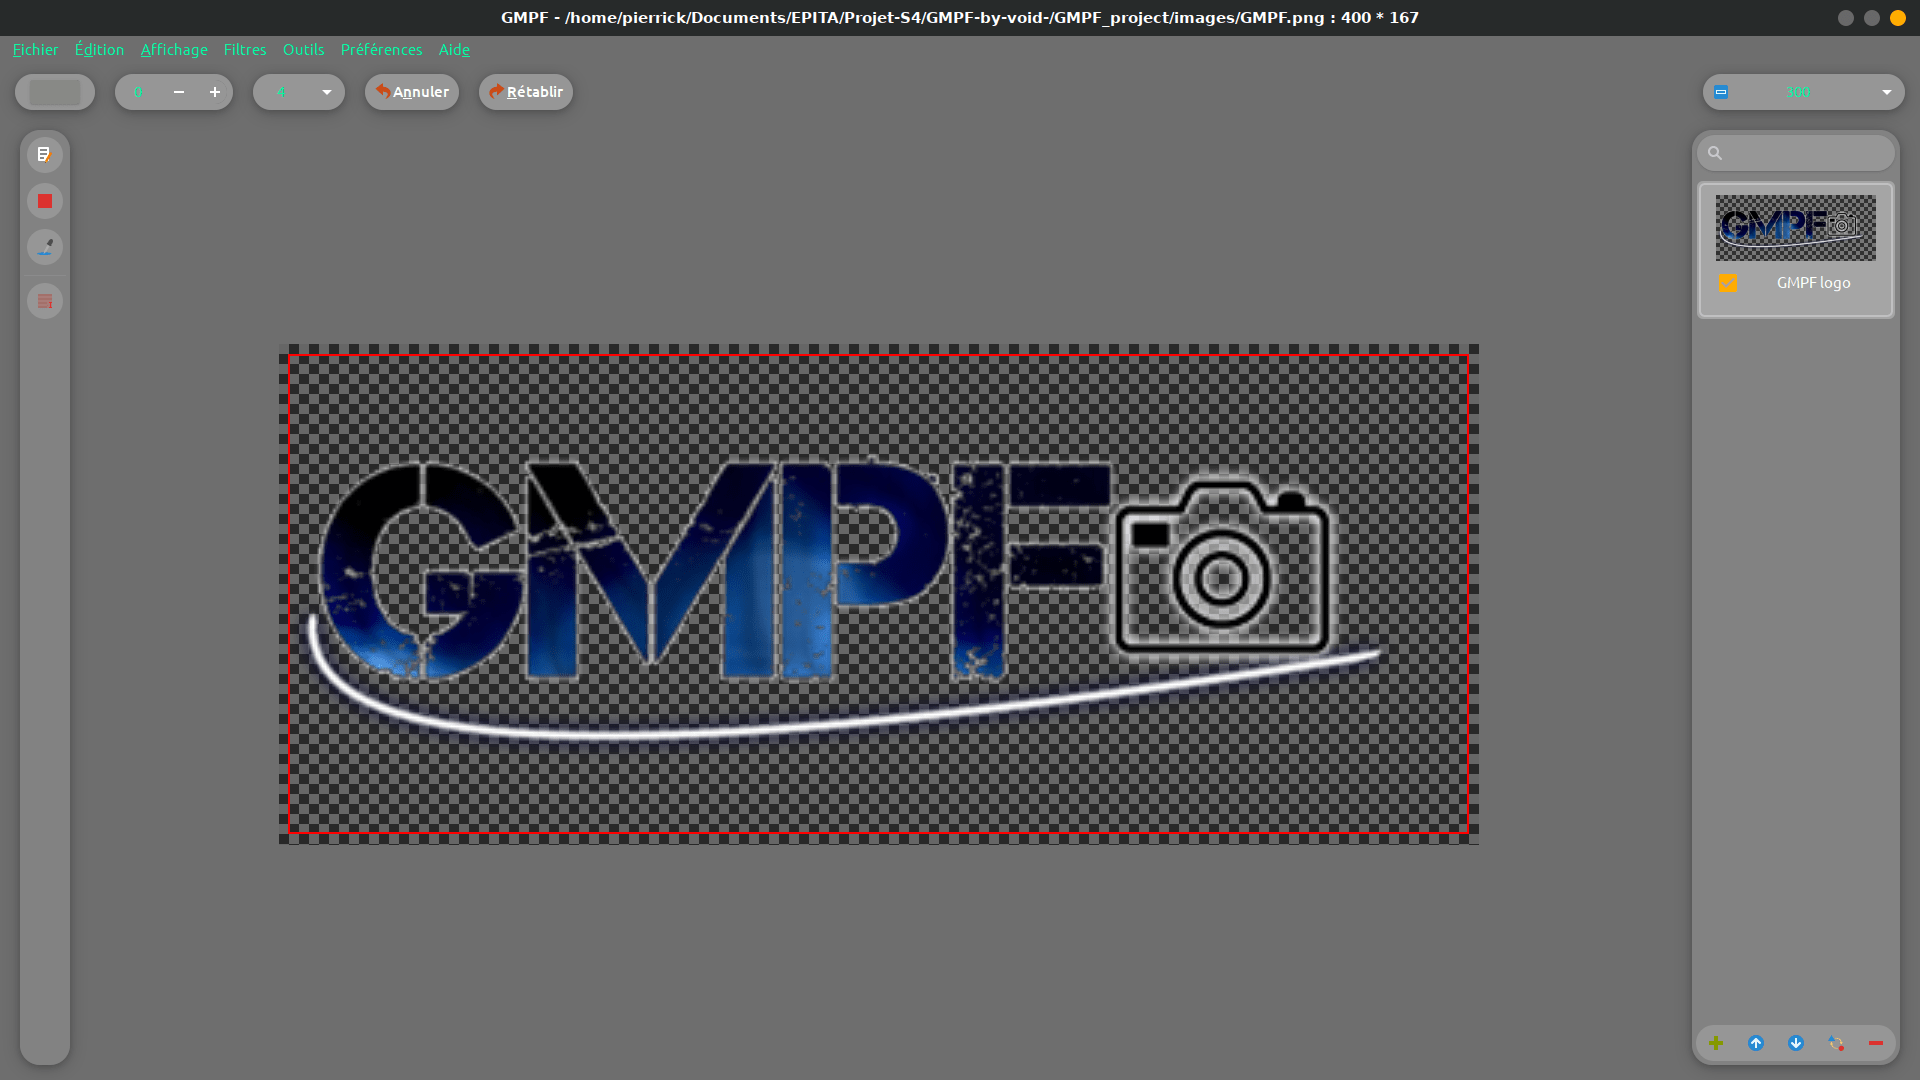 GMPF - /home/pierrick/Documents/EPITA/Projet-S4/GMPF-by-void-/GMPF_project/images/GMPF.png : 400 * 167
Fichier Édition Affichage Filtres Outils Préférences Aide
0 4 Annuler Rétablir 300
GMPF
GMPF logo
GMPF